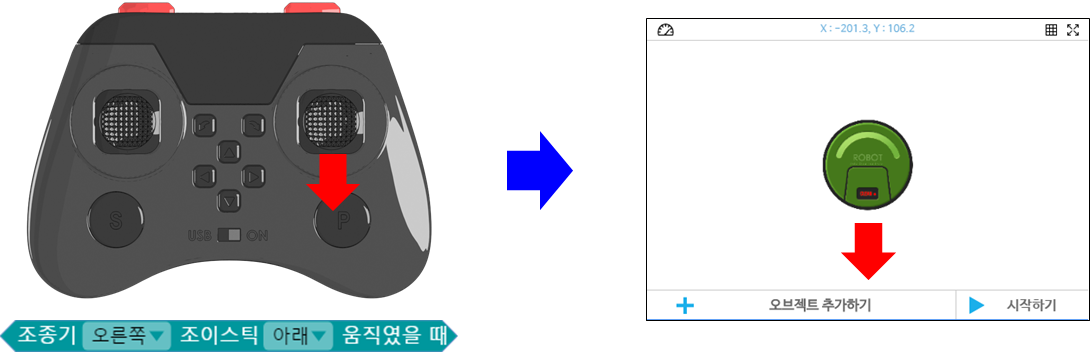 X : -201.3, Y : 106.2
ROBOT
S
P
USB ON
오브젝트 추가하기
시작하기
조종기 오른쪽 조이스틱 아래 움직였을 때